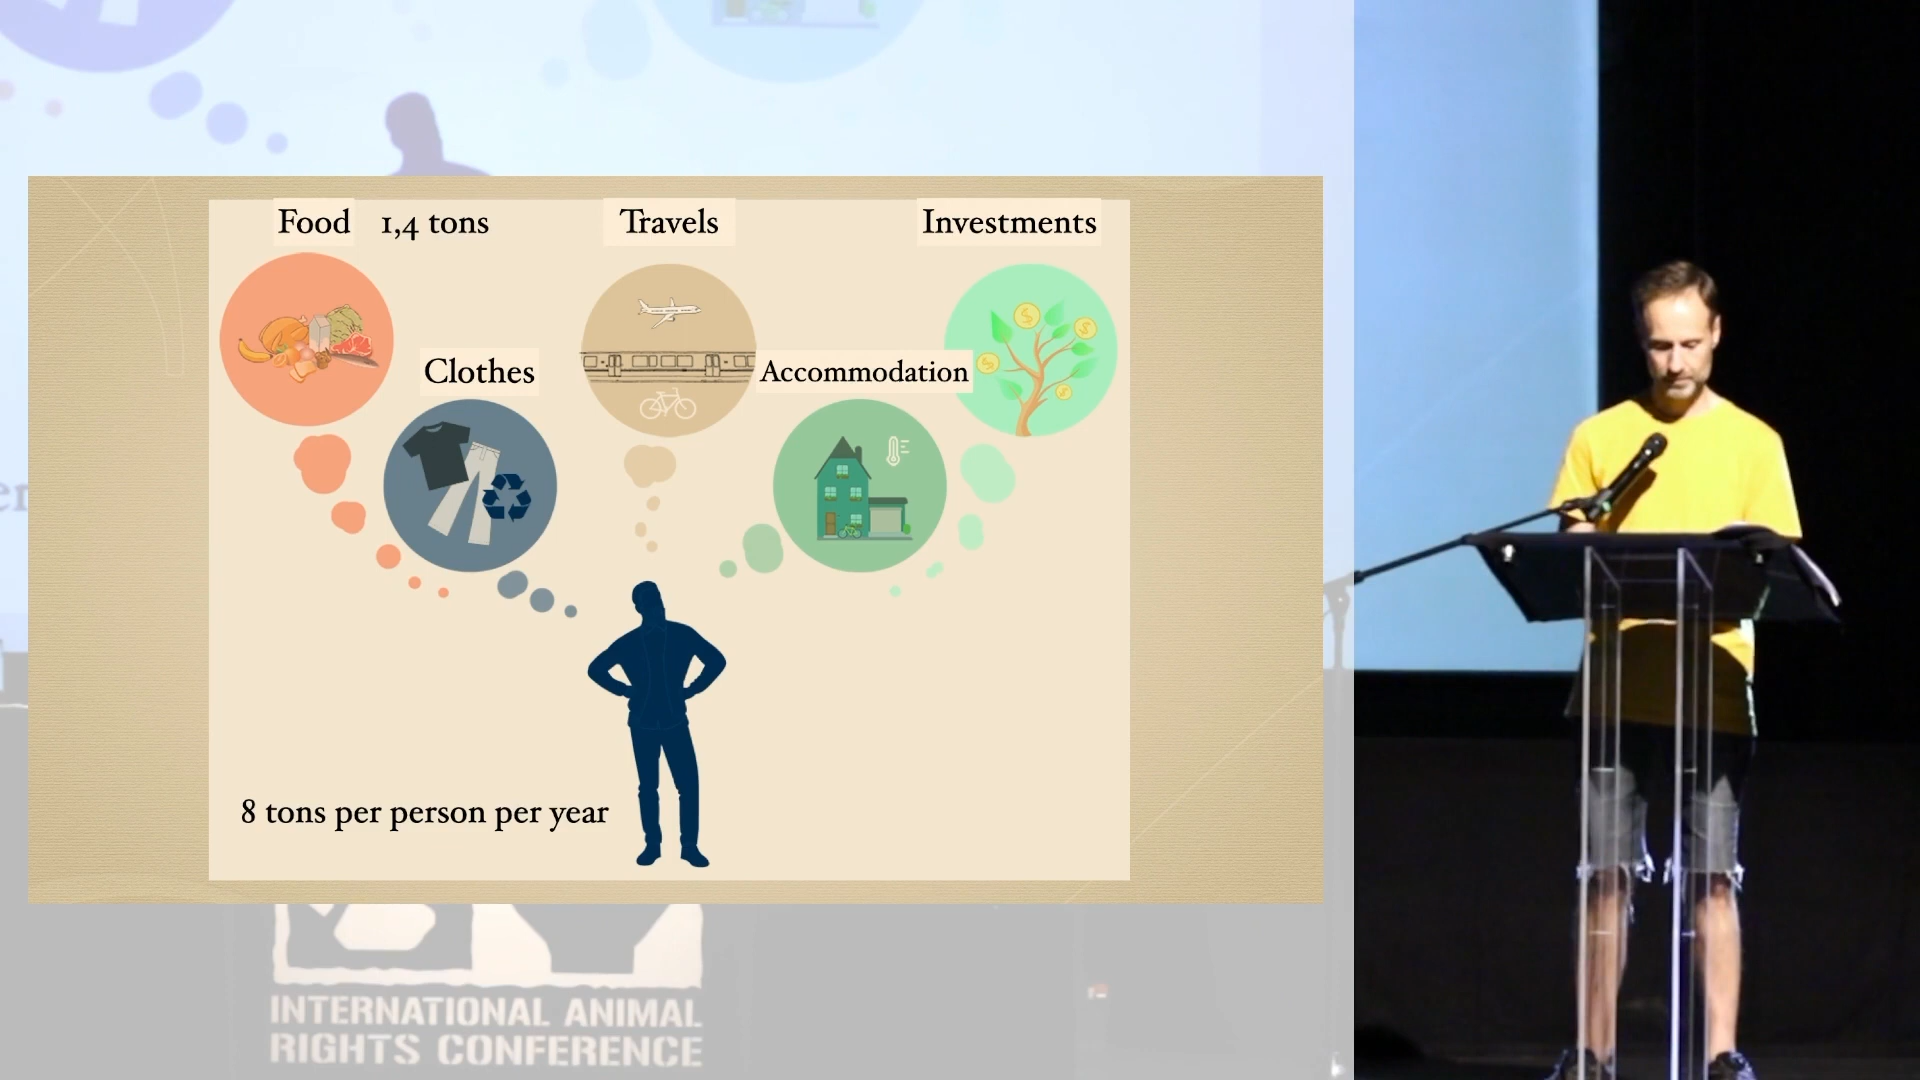 Food 1,4 tons
Travels
Investments
Clothes
Accommodation
8 tons per person per year
INTERNATIONAL ANIMAL
RIGHTS CONFERENCE